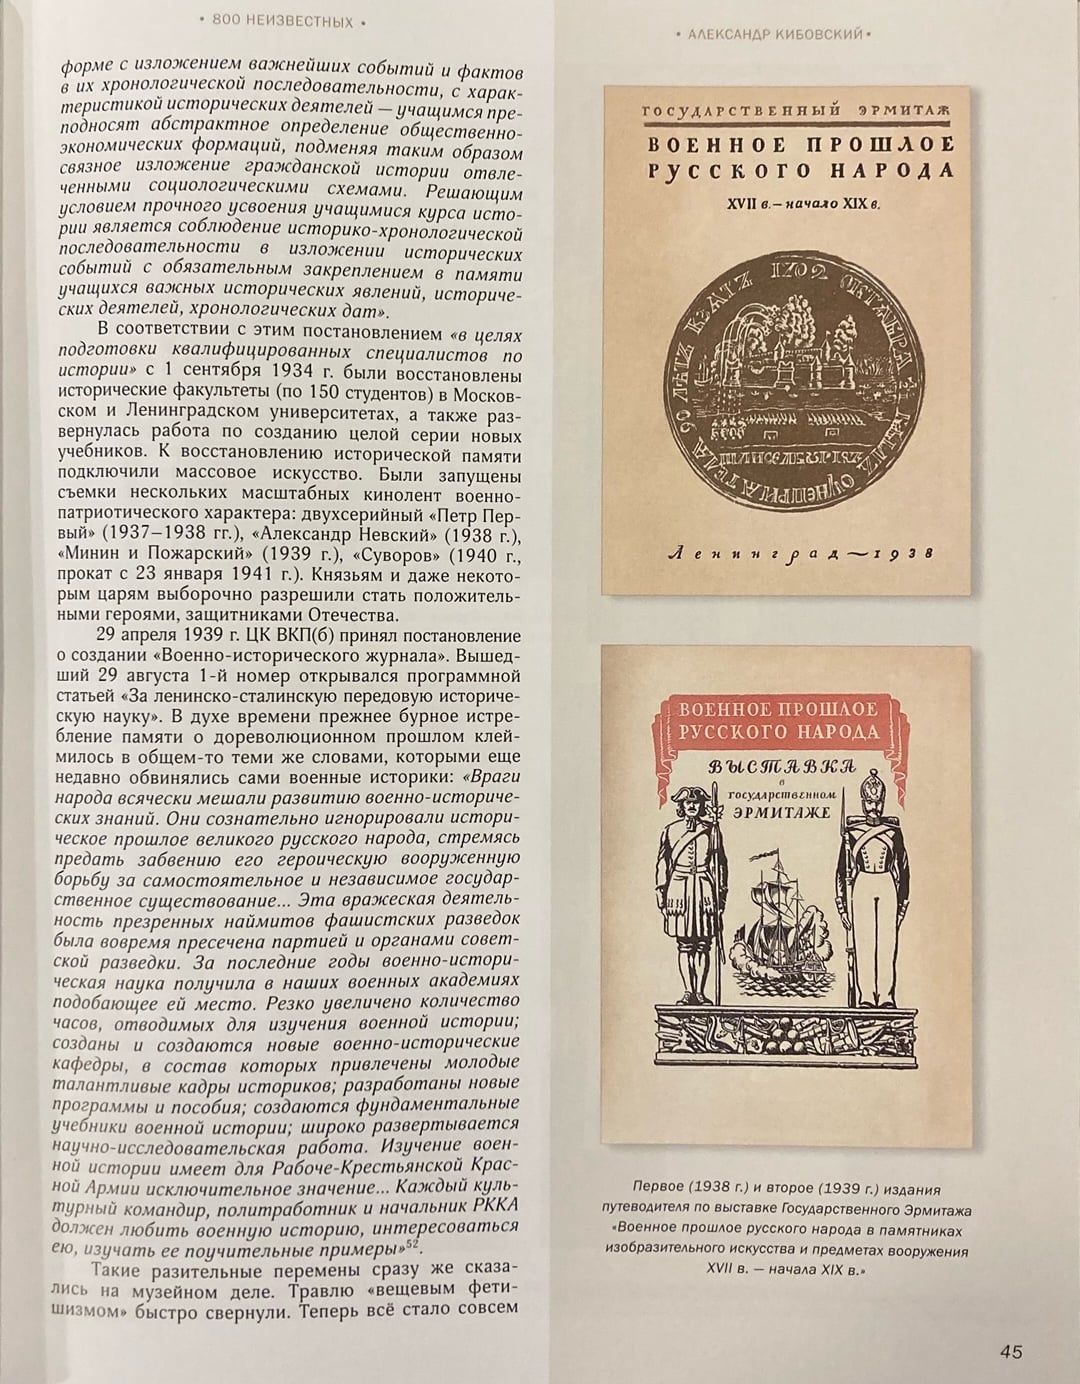 • 800 НЕИЗВЕСТНЫХ •
форме с изложением важнейших событий и фактов
в их хронологической последовательности, с харак-
теристикой исторических деятелей — учащимся пре-
подносят абстрактное определение общественно-
экономических формаций, подменяя таким образом
связное изложение гражданской истории отвле-
ченными социологическими схемами. Решающим
условием прочного усвоения учащимися курса исто-
рии является соблюдение историко-хронологической
последовательности в изложении исторических
событий с обязательным закреплением в памяти
учащихся важных исторических явлений, историче-
ских деятелей, хронологических дат».
В соответствии с этим постановлением «в целях
подготовки квалифицированных специалистов по
истории» с 1 сентября 1934 г. были восстановлены
исторические факультеты (по 150 студентов) в Москов-
ском и Ленинградском университетах, а также раз-
вернулась работа по созданию целой серии новых
учебников. К восстановлению исторической памяти
подключили массовое искусство. Были запущены
съемки нескольких масштабных кинолент военно-
патриотического характера: двухсерийный «Петр Пер-
вый» (1937–1938 гг.), «Александр Невский» (1938 г.),
«Минин и Пожарский» (1939 г.), «Суворов» (1940 г.,
прокат с 23 января 1941 г.). Князьям и даже некото-
рым царям выборочно разрешили стать положитель-
ными героями, защитниками Отечества.
29 апреля 1939 г. ЦК ВКП(б) принял постановление
о создании «Военно-исторического журнала». Вышед-
ший 29 августа 1-й номер открывался программной
статьей «За ленинско-сталинскую передовую историче-
скую науку». В духе времени прежнее бурное истре-
бление памяти о дореволюционном прошлом клей-
милось в общем-то теми же словами, которыми еще
недавно обвинялись сами военные историки: «Враги
народа всячески мешали развитию военно-историче-
ских знаний. Они сознательно игнорировали истори-
ческое прошлое великого русского народа, стремясь
предать забвению его героическую вооруженную
борьбу за самостоятельное и независимое государ-
ственное существование... Эта вражеская деятель-
ность презренных наймитов фашистских разведок
была вовремя пресечена партией и органами совет-
ской разведки. За последние годы военно-истори-
ческая наука получила в наших военных академиях
подобающее ей место. Резко увеличено количество
часов, отводимых для изучения военной истории;
созданы и создаются новые военно-исторические
кафедры, в состав которых привлечены молодые
талантливые кадры историков; разработаны новые
программы и пособия; создаются фундаментальные
учебники военной истории; широко развертывается
научно-исследовательская работа. Изучение воен-
ной истории имеет для Рабоче-Крестьянской Крас-
ной Армии исключительное значение... Каждый куль-
турный командир, политработник и начальник РККА
должен любить военную историю, интересоваться
ею, изучать ее поучительные примеры»52.
Такие разительные перемены сразу же сказа-
лись на музейном деле. Травлю «вещевым фети-
шизмом» быстро свернули. Теперь всё стало совсем
• АЛЕКСАНДР КИБОВСКИЙ •
ГОСУДАРСТВЕННЫЙ ЭРМИТАЖ
ВОЕННОЕ ПРОШЛОЕ
РУССКОГО НАРОДА
XVII в. – начало XIX в.
1702 ОКТЯБРЯ
Ленинград — 1938
ВОЕННОЕ ПРОШЛОЕ
РУССКОГО НАРОДА
ВЫСТАВКА
в
ГОСУДАРСТВЕННОМ
ЭРМИТАЖЕ
Первое (1938 г.) и второе (1939 г.) издания
путеводителя по выставке Государственного Эрмитажа
«Военное прошлое русского народа в памятниках
изобразительного искусства и предметах вооружения
XVII в. — начала XIX в.»
45